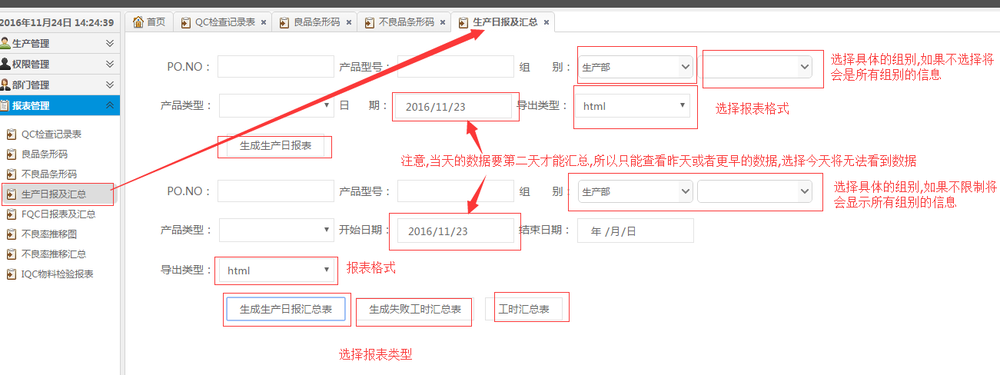 2016年11月24日 14:24:39
首页
QC检查记录表 ×
良品条形码 ×
不良品条形码 ×
生产日报及汇总 ×
生产管理
权限管理
部门管理
报表管理
QC检查记录表
良品条形码
不良品条形码
生产日报及汇总
FQC日报表及汇总
不良率推移图
不良率推移汇总
IQC物料检验报表
PO.NO：
产品型号：
组 别：
生产部
选择具体的组别,如果不选择将
会是所有组别的信息
产品类型：
日 期：
2016/11/23
导出类型：
html
选择报表格式
生成生产日报表
注意,当天的数据要第二天才能汇总,所以只能查看昨天或者更早的数据,选择今天将无法看到数据
PO.NO：
产品型号：
组 别：
生产部
选择具体的组别,如果不限制将
会显示所有组别的信息
产品类型：
开始日期：
2016/11/23
结束日期：
年 /月/日
导出类型：
html
报表格式
生成生产日报汇总表
生成失败工时汇总表
工时汇总表
选择报表类型